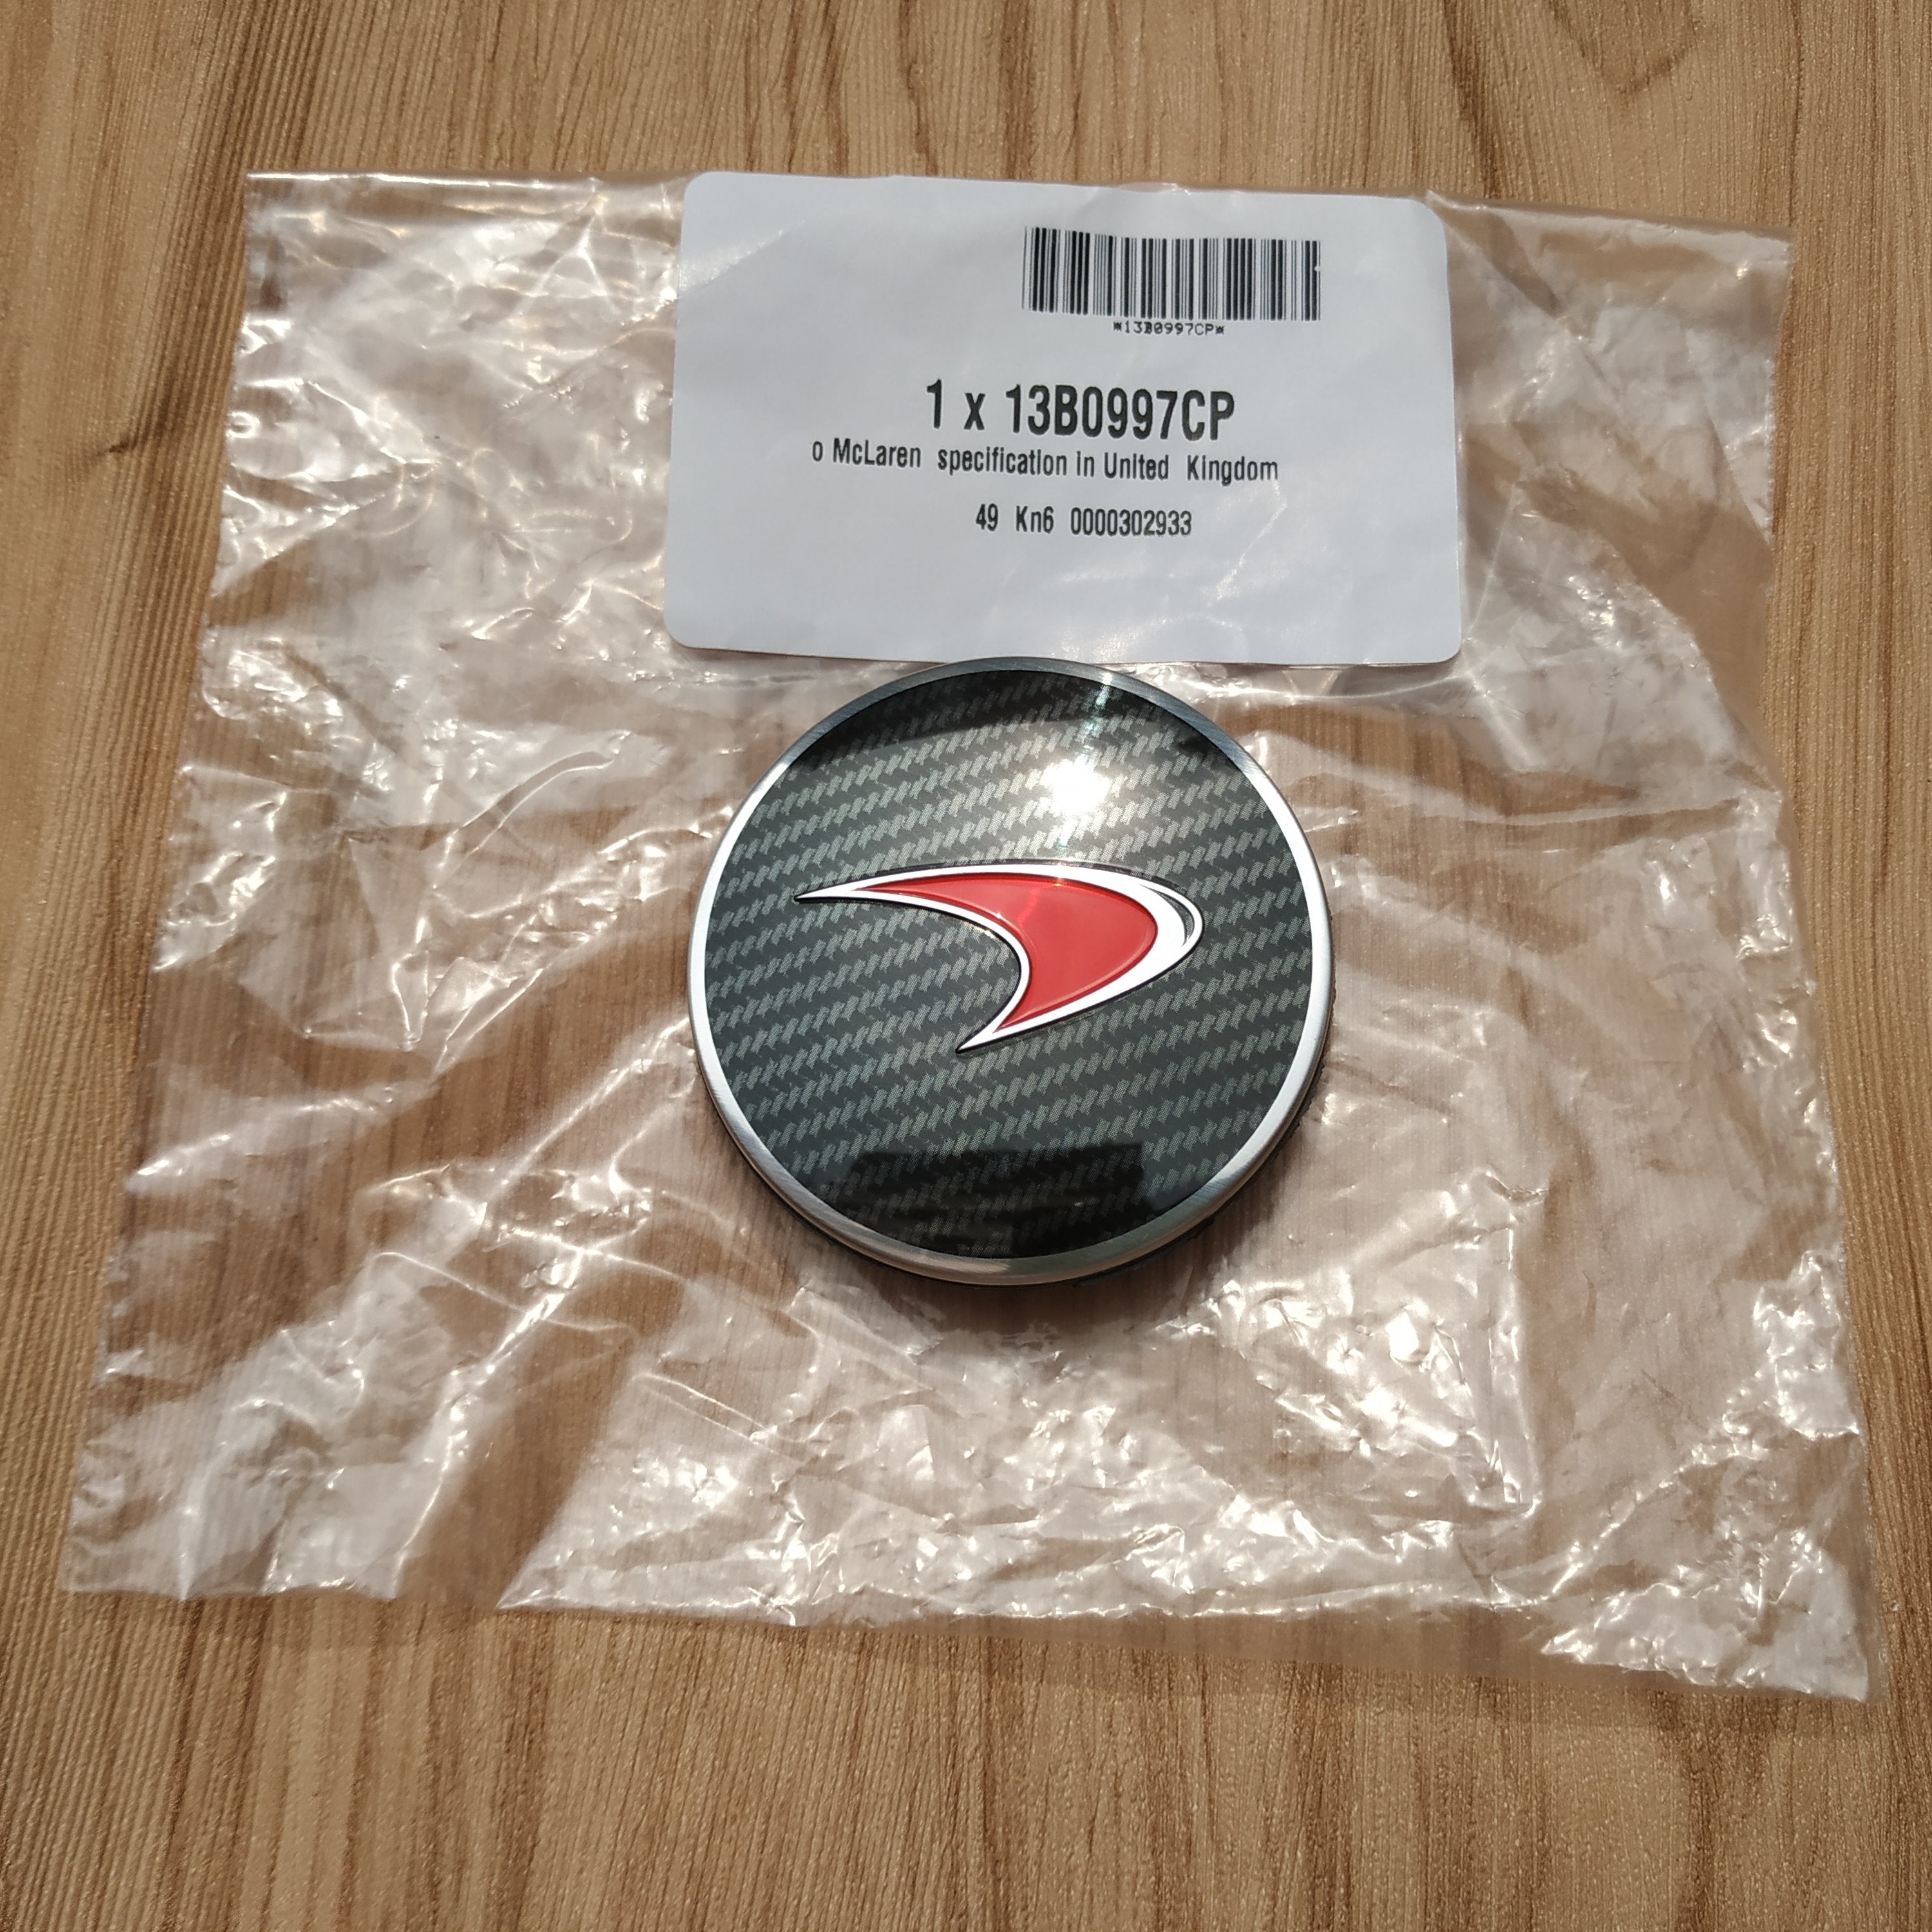 *13B0997CP*
1 x 13B0997CP
o McLaren specification in United Kingdom
49 Kn6 0000302933